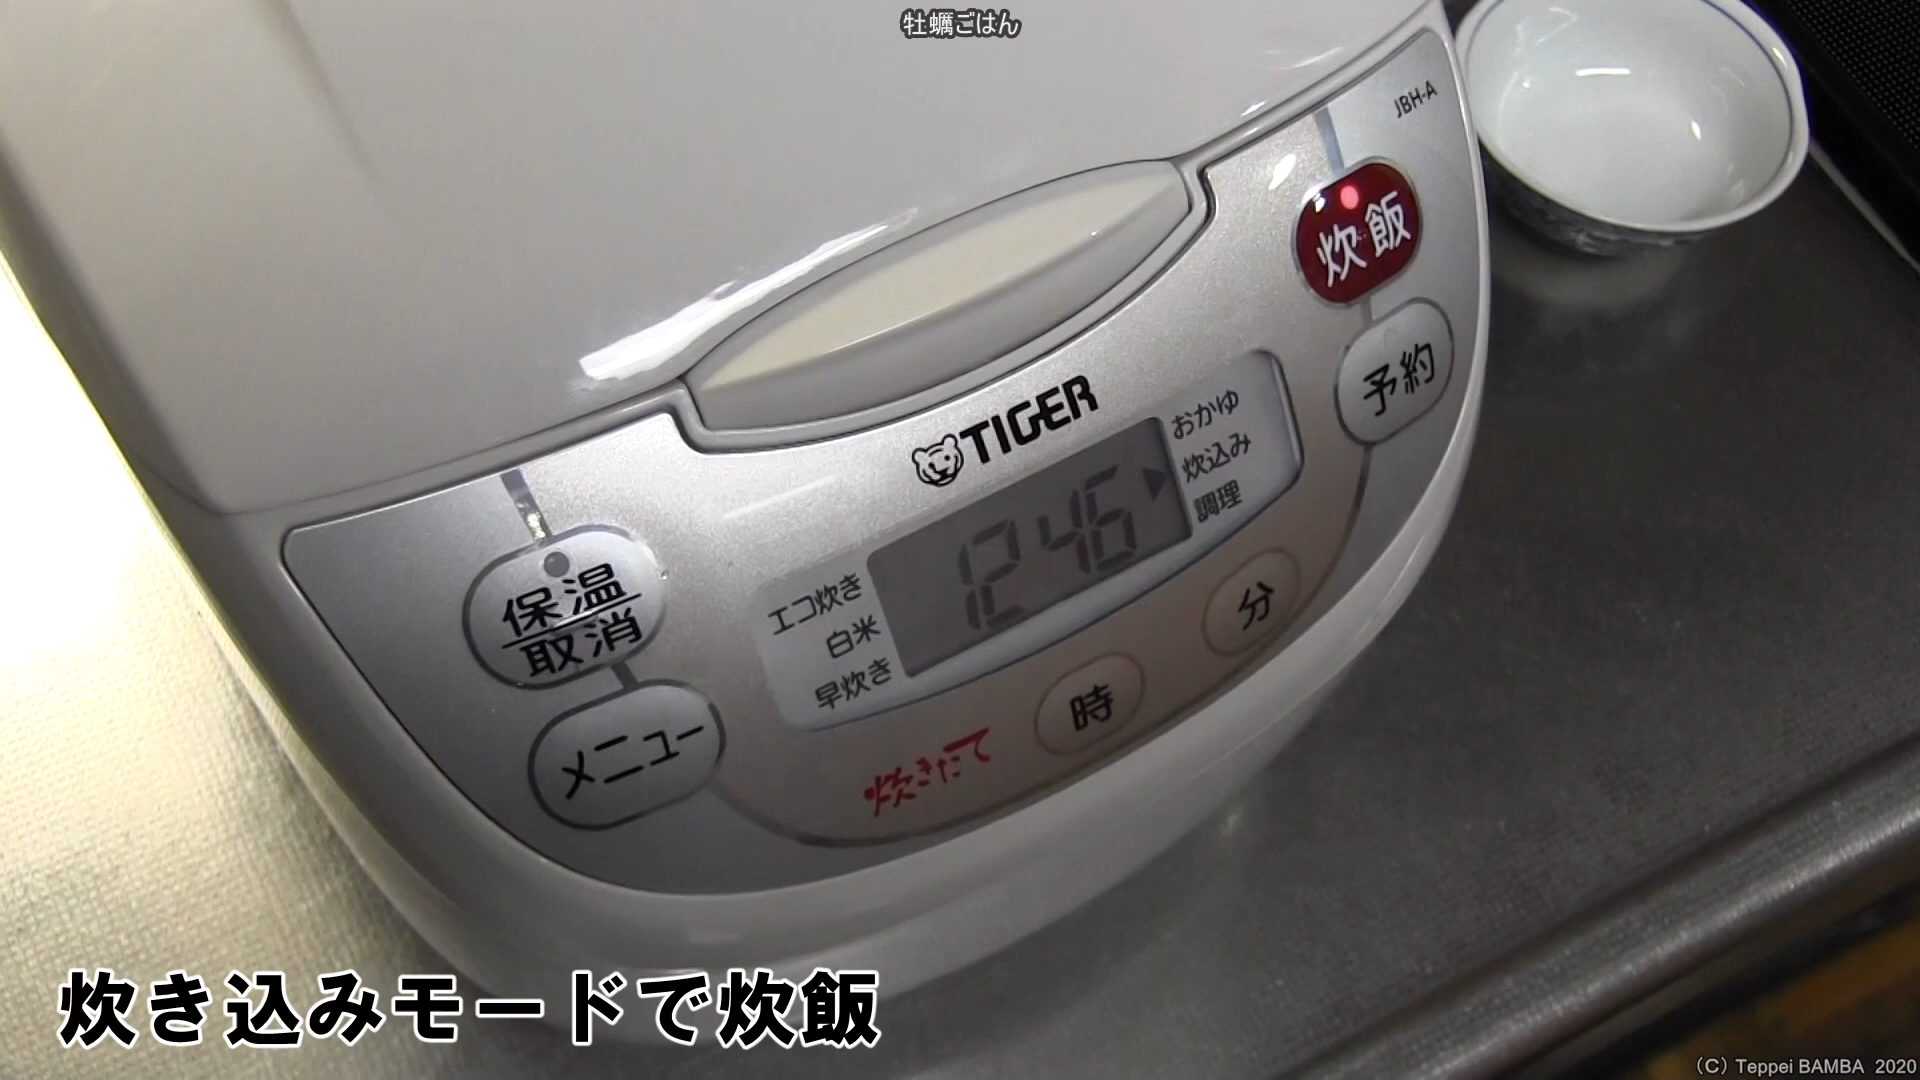 牡蠣ごはん
JBH-A
炊飯
予約
TIGER
おかゆ
炊込み
調理
12 46
エコ炊き
白米
早炊き
保温
取消
メニュー
分
時
炊きたて
炊き込みモードで炊飯
(C) Teppei BAMBA 2020